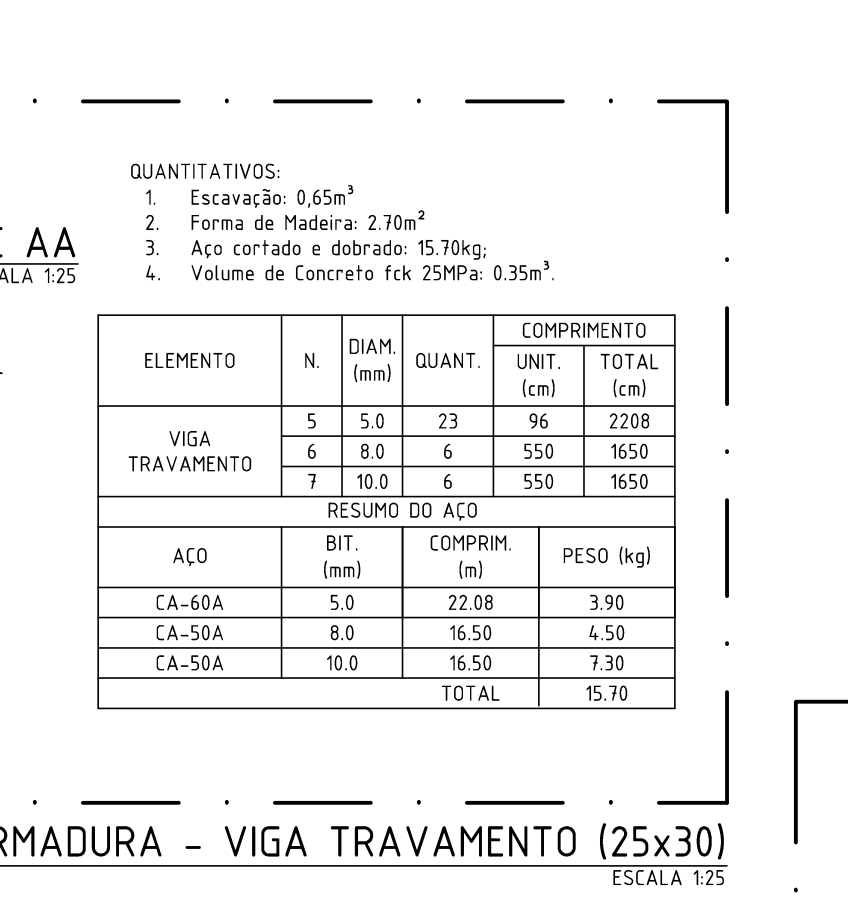 QUANTITATIVOS:
1. Escavação: 0,65m³
2. Forma de Madeira: 2.70m²
3. Aço cortado e dobrado: 15.70kg;
4. Volume de Concreto fck 25MPa: 0.35m³.
AA
ALA 1:25
ELEMENTO N. DIAM. (mm) QUANT. COMPRIMENTO
UNIT. (cm) TOTAL (cm)
VIGA TRAVAMENTO
5 5.0 23 96 2208
6 8.0 6 550 1650
7 10.0 6 550 1650
RESUMO DO AÇO
AÇO BIT. (mm) COMPRIM. (m) PESO (kg)
CA-60A 5.0 22.08 3.90
CA-50A 8.0 16.50 4.50
CA-50A 10.0 16.50 7.30
TOTAL 15.70
RMADURA - VIGA TRAVAMENTO (25x30)
ESCALA 1:25